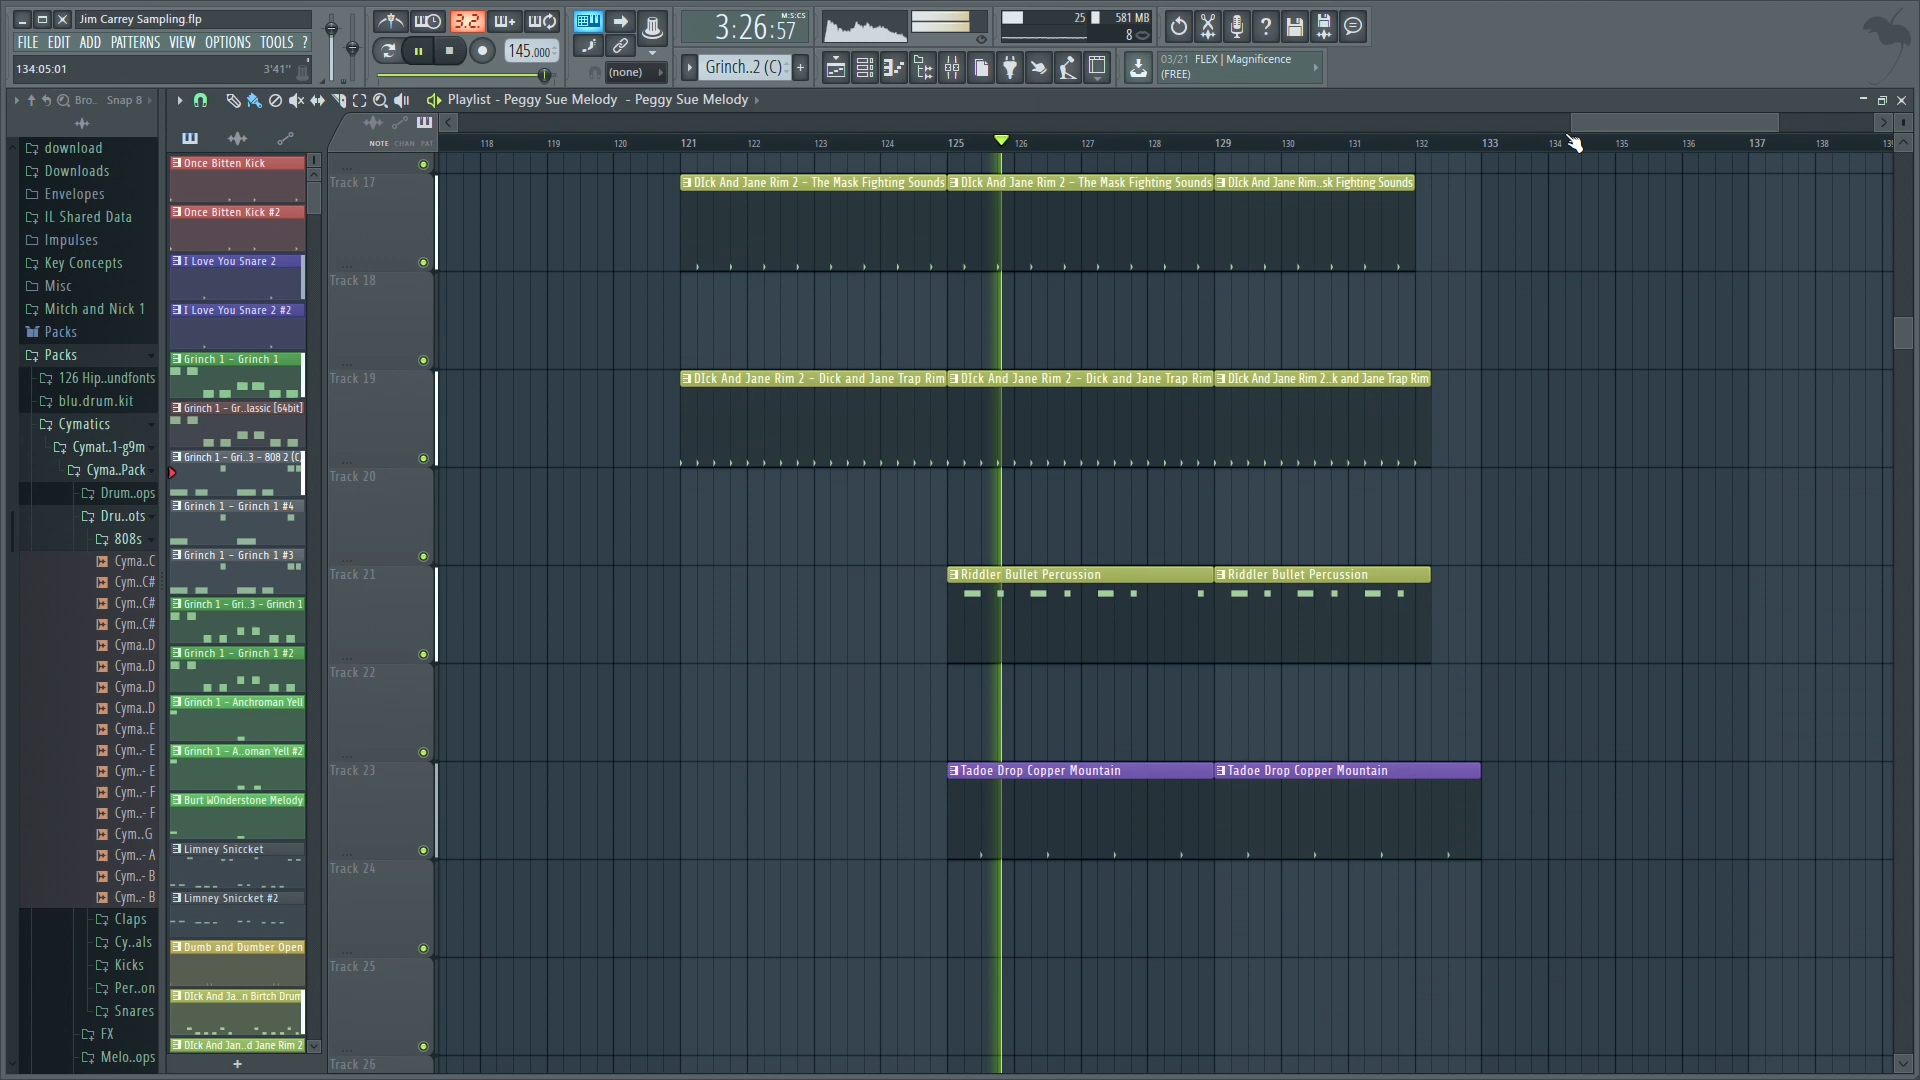 Jim Carrey Sampling.flp
FILE EDIT ADD PATTERNS VIEW OPTIONS TOOLS ?
134:05:01 3'41"
3.2. 145.000
(none)
3:26:57 M:S:CS
Grinch..2 (C)
25 581 MB
8
03/21 FLEX | Magnificence
(FREE)
Bro.. Snap 8
Playlist - Peggy Sue Melody - Peggy Sue Melody
NOTE CHAN PAT
118 119 120 121 122 123 124 125 126 127 128 129 130 131 132 133 134 135 136 137 138
download
Downloads
Envelopes
IL Shared Data
Impulses
Key Concepts
Misc
Mitch and Nick 1
Packs
Packs
126 Hip..undfonts
blu.drum.kit
Cymatics
Cymat..1-g9m
Cyma..Pack
Drum..ops
Dru..ots
808s
Cyma..C
Cym..C#
Cym..C#
Cym..C#
Cyma..D
Cyma..D
Cyma..D
Cyma..D
Cyma..E
Cym..- E
Cym..- E
Cym..- F
Cym..- F
Cym..G
Cym..- A
Cym..- B
Cym..- B
Claps
Cy..als
Kicks
Per..on
Snares
FX
Melo..ops
Once Bitten Kick
Once Bitten Kick #2
I Love You Snare 2
I Love You Snare 2 #2
Grinch 1 - Grinch 1
Grinch 1 - Gr..lassic [64bit]
Grinch 1 - Gri..3 - 808 2 (C
Grinch 1 - Grinch 1 #4
Grinch 1 - Grinch 1 #3
Grinch 1 - Gri..3 - Grinch 1
Grinch 1 - Grinch 1 #2
Grinch 1 - Anchroman Yell
Grinch 1 - A..oman Yell #2
Burt WOnderstone Melody
Limney Sniccket
Limney Sniccket #2
Dumb and Dumber Open
DIck And Ja..n Birtch Drum
DIck And Jan..d Jane Rim 2
Track 17
DIck And Jane Rim 2 - The Mask Fighting Sounds
DIck And Jane Rim 2 - The Mask Fighting Sounds
DIck And Jane Rim..sk Fighting Sounds
Track 18
Track 19
DIck And Jane Rim 2 - Dick and Jane Trap Rim
DIck And Jane Rim 2 - Dick and Jane Trap Rim
DIck And Jane Rim 2..k and Jane Trap Rim
Track 20
Track 21
Riddler Bullet Percussion
Riddler Bullet Percussion
Track 22
Track 23
Tadoe Drop Copper Mountain
Tadoe Drop Copper Mountain
Track 24
Track 25
Track 26